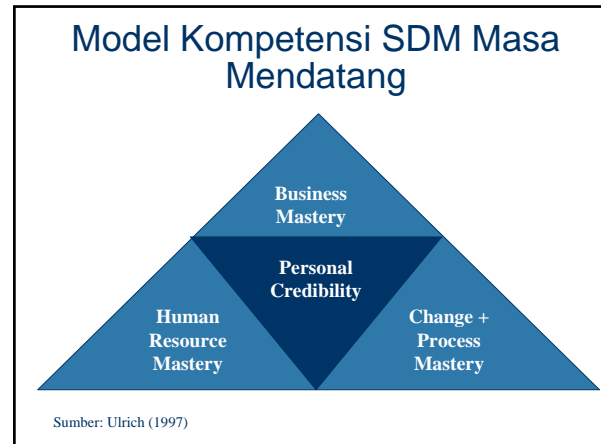 Model Kompetensi SDM Masa
Mendatang
Business
Mastery
Personal
Credibility
Human
Resource
Mastery
Change +
Process
Mastery
Sumber: Ulrich (1997)